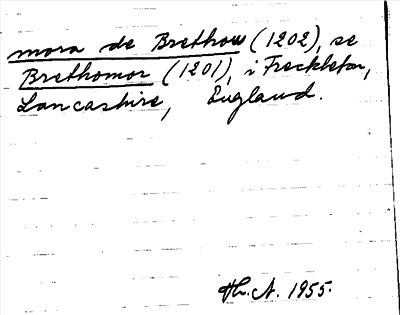 mora de Brethow (1202), se
Brethomor (1201), i Freckleton,
Lancashire, England.
Th. A. 1955.